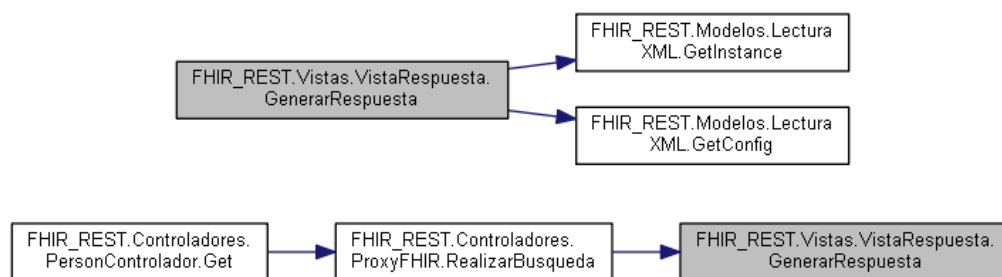 FHIR_REST.Modelos.Lectura
XML.GetInstance
FHIR_REST.Vistas.VistaRespuesta.
GenerarRespuesta
FHIR_REST.Modelos.Lectura
XML.GetConfig
FHIR_REST.Controladores.
PersonControlador.Get
FHIR_REST.Controladores.
ProxyFHIR.RealizarBusqueda
FHIR_REST.Vistas.VistaRespuesta.
GenerarRespuesta